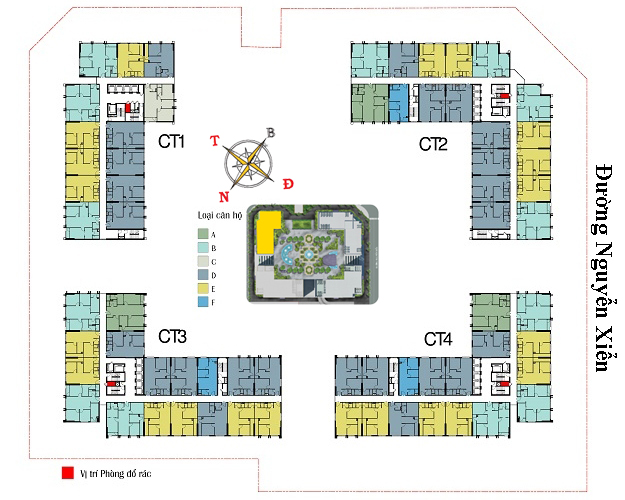 CT1
CT2
T
B
N
Đ
Loại căn hộ
A
B
C
D
E
F
CT3
CT4
Đường Nguyễn Xiển
Vị trí Phòng đổ rác